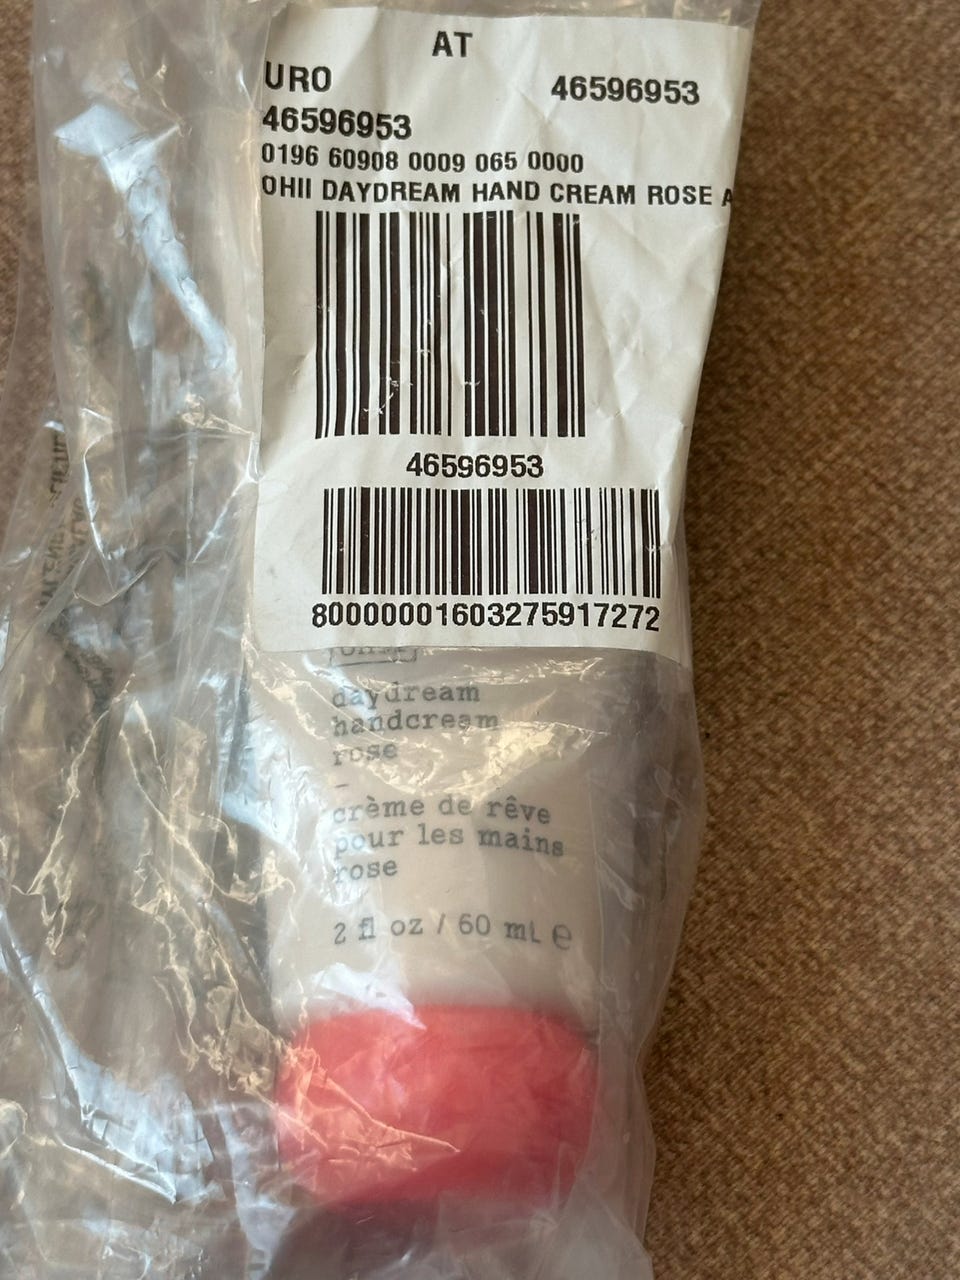 AT
URO 46596953
46596953
0196 60908 0009 065 0000
OHII DAYDREAM HAND CREAM ROSE A
46596953
80000001603275917272
daydream
handcream
rose
-
crème de rêve
pour les mains
rose
2 fl oz / 60 mL e